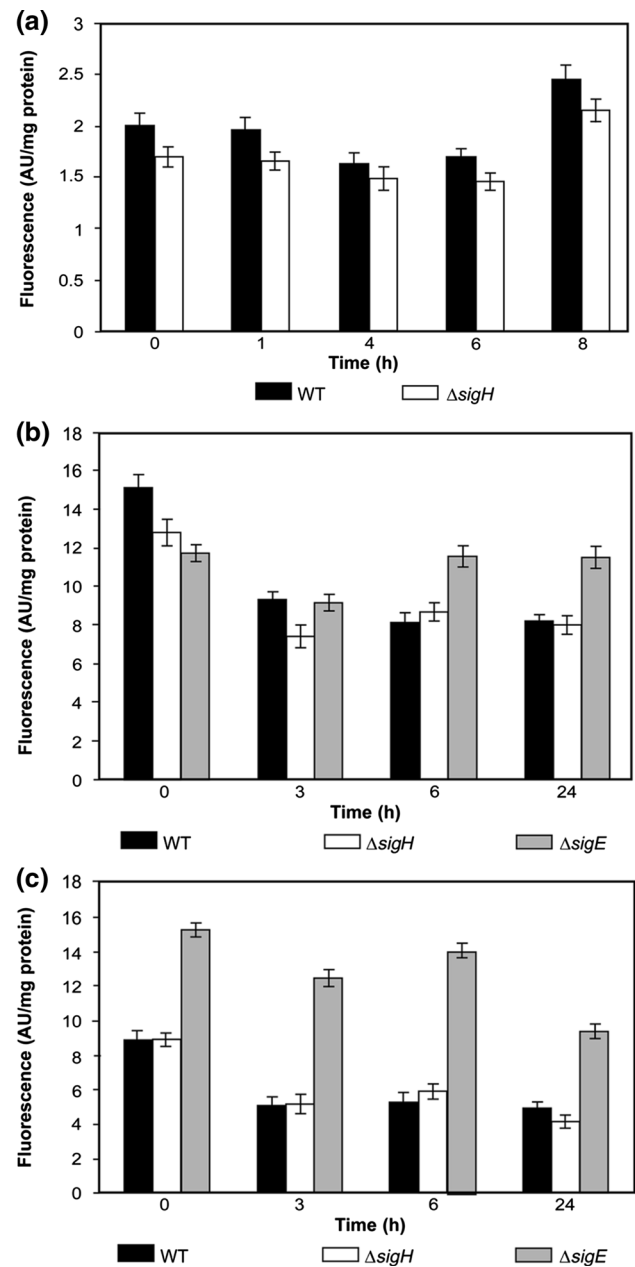 (a)
Fluorescence (AU/mg protein)
3
2.5
2
1.5
1
0.5
0
0 1 4 6 8
Time (h)
WT ΔsigH
(b)
Fluorescence (AU/mg protein)
18
16
14
12
10
8
6
4
2
0
0 3 6 24
Time (h)
WT ΔsigH ΔsigE
(c)
Fluorescence (AU/mg protein)
18
16
14
12
10
8
6
4
2
0
0 3 6 24
Time (h)
WT ΔsigH ΔsigE